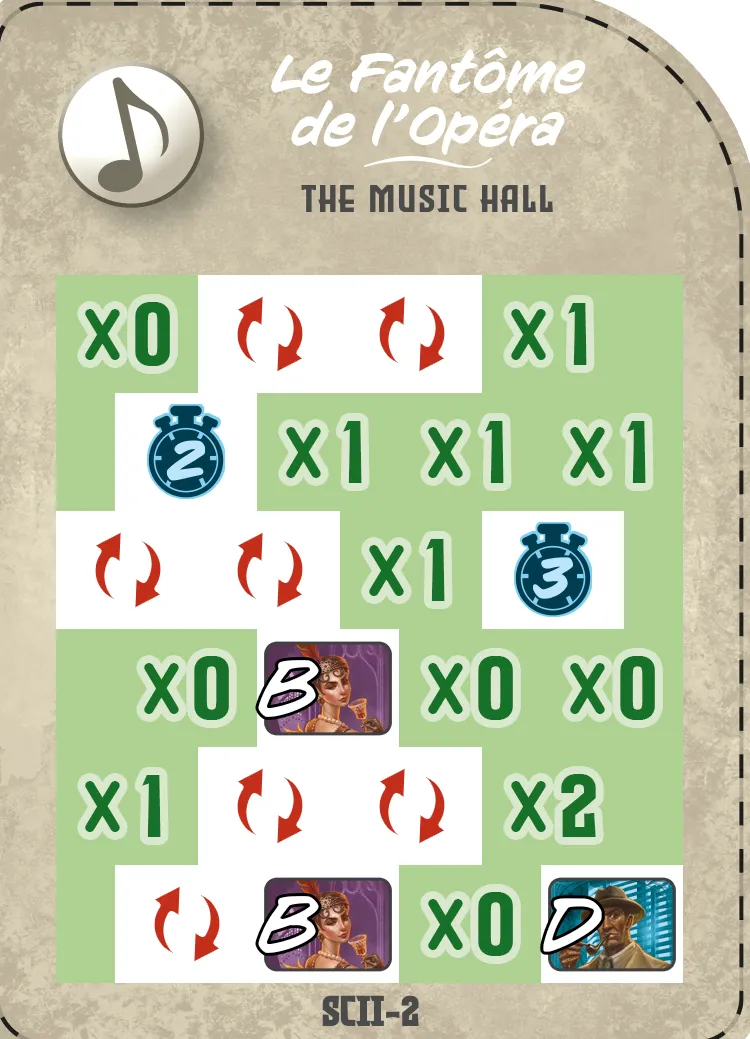 Le Fantôme
de l'Opéra
THE MUSIC HALL
X0 X1
2 X1 X1 X1
X1 3
X0 B X0 X0
X1 X2
B X0 D
SCII-2